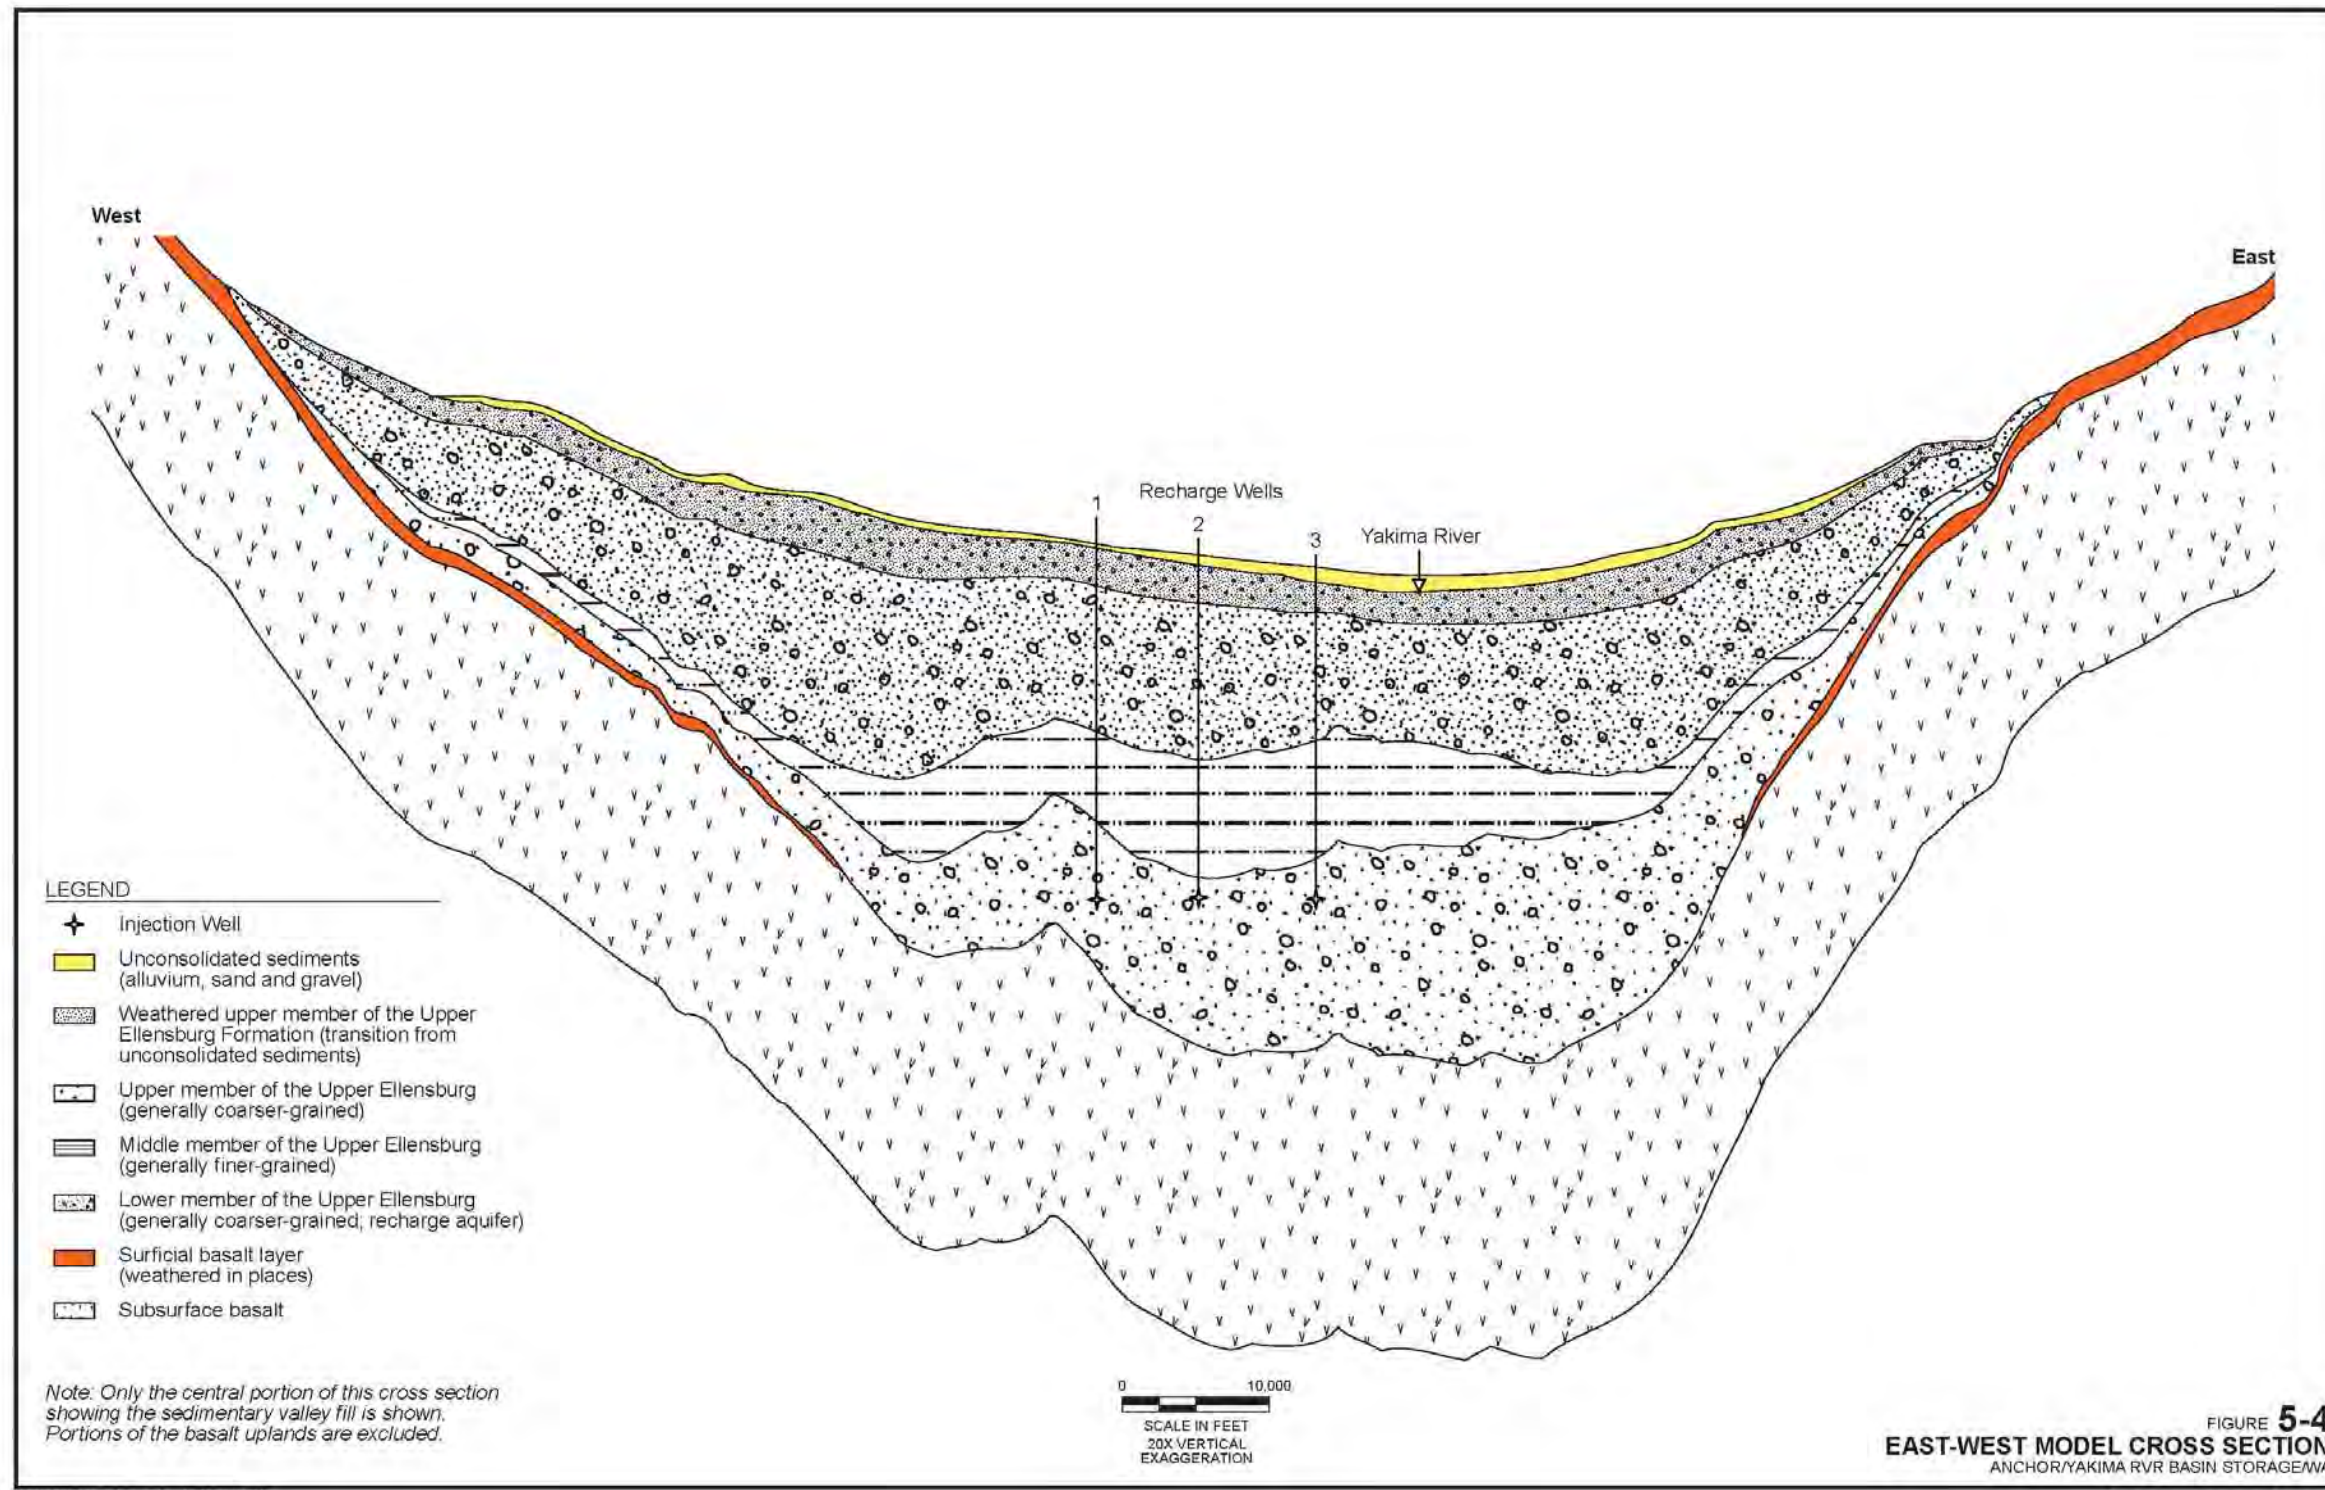 West
East
Recharge Wells
1
2
3
Yakima River
LEGEND
Injection Well
Unconsolidated sediments
(alluvium, sand and gravel)
Weathered upper member of the Upper
Ellensburg Formation (transition from
unconsolidated sediments)
Upper member of the Upper Ellensburg
(generally coarser-grained)
Middle member of the Upper Ellensburg
(generally finer-grained)
Lower member of the Upper Ellensburg
(generally coarser-grained; recharge aquifer)
Surficial basalt layer
(weathered in places)
Subsurface basalt
Note: Only the central portion of this cross section
showing the sedimentary valley fill is shown.
Portions of the basalt uplands are excluded.
0 10,000
SCALE IN FEET
20X VERTICAL
EXAGGERATION
FIGURE 5-4
EAST-WEST MODEL CROSS SECTION
ANCHOR/YAKIMA RVR BASIN STORAGE/WA